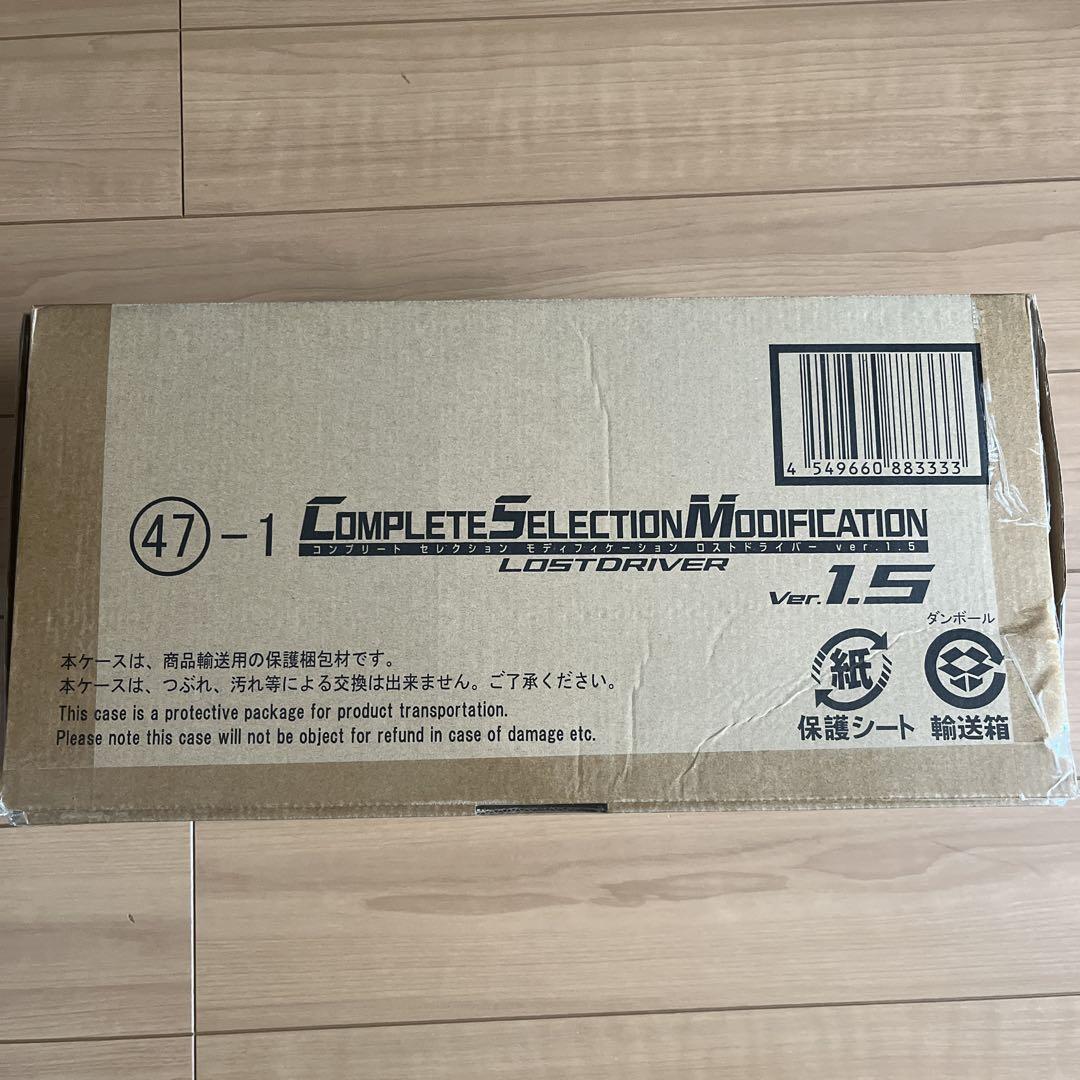 4 549660 883333
㊼-1 COMPLETE SELECTION MODIFICATION
コンプリート セレクション モディフィケーション ロストドライバー ver.1.5
LOSTDRIVER
Ver.1.5
ダンボール
本ケースは、商品輸送用の保護梱包材です。
本ケースは、つぶれ、汚れ等による交換は出来ません。ご了承ください。
This case is a protective package for product transportation.
Please note this case will not be object for refund in case of damage etc.
紙
保護シート 輸送箱